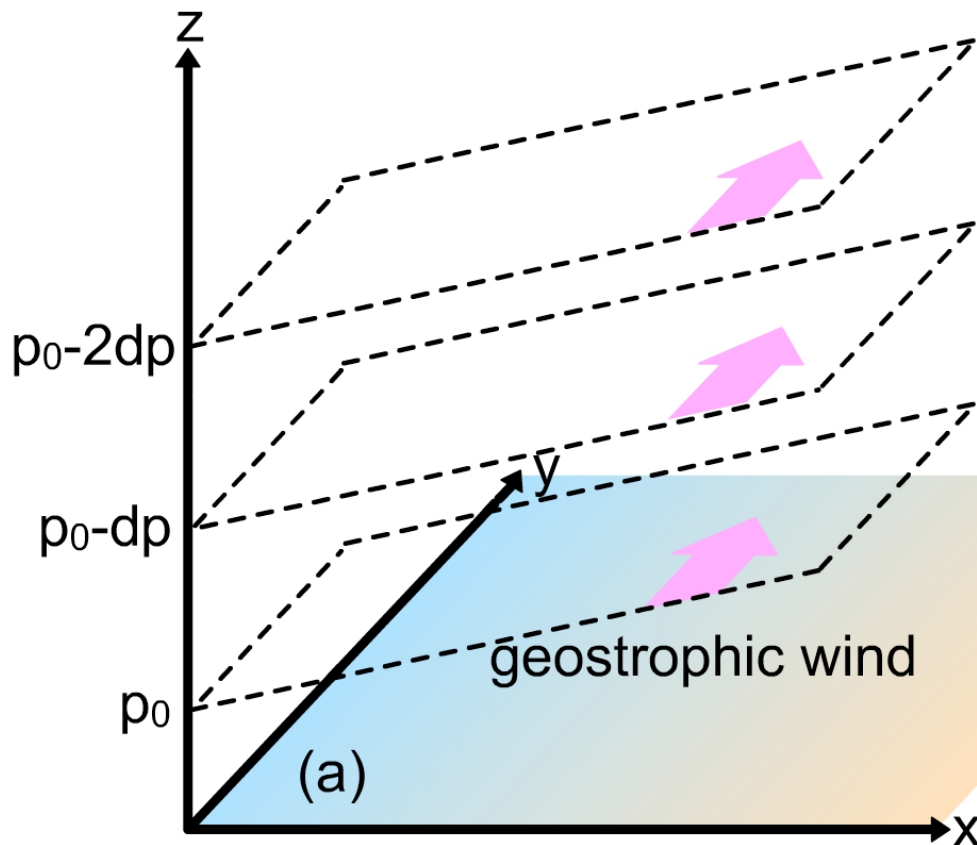 z
p₀-2dp
y
p₀-dp
geostrophic wind
p₀
(a)
x